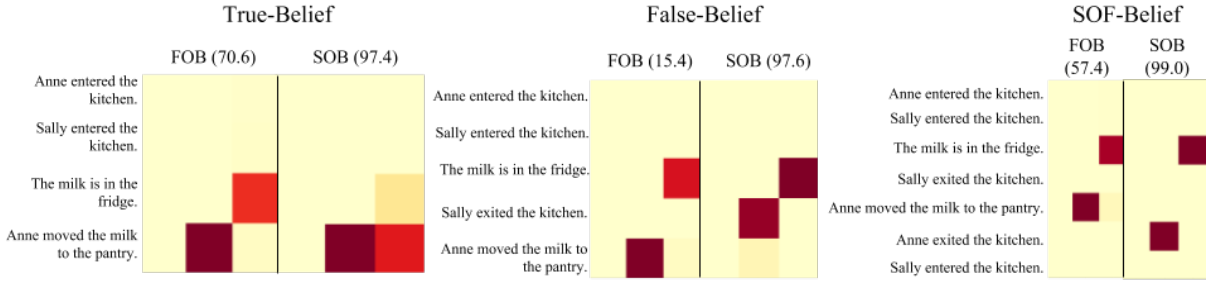 True-Belief
FOB (70.6) SOB (97.4)
Anne entered the
kitchen.
Sally entered the
kitchen.
The milk is in the
fridge.
Anne moved the milk
to the pantry.
False-Belief
FOB (15.4) SOB (97.6)
Anne entered the kitchen.
Sally entered the kitchen.
The milk is in the fridge.
Sally exited the kitchen.
Anne moved the milk to
the pantry.
SOF-Belief
FOB SOB
(57.4) (99.0)
Anne entered the kitchen.
Sally entered the kitchen.
The milk is in the fridge.
Sally exited the kitchen.
Anne moved the milk to the pantry.
Anne exited the kitchen.
Sally entered the kitchen.